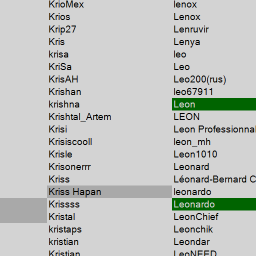 KrioMex
Krios
Krip27
Kris
krisa
KriSa
KrisAH
Krishan
krishna
Krishtal_Artem
Krisi
Krisiscooll
Krisle
Krisonerrr
Kriss
Kriss Hapan
Krissss
Kristal
kristaps
kristian
Kristian
lenox
Lenox
Lenruvir
Lenya
leo
Leo
Leo200(rus)
leo67911
Leon
LEON
Leon Professionna
leon_mh
Leon1010
Leonard
Léonard-Bernard C
leonardo
Leonardo
LeonChief
Leonchik
Leondar
LeoNEED